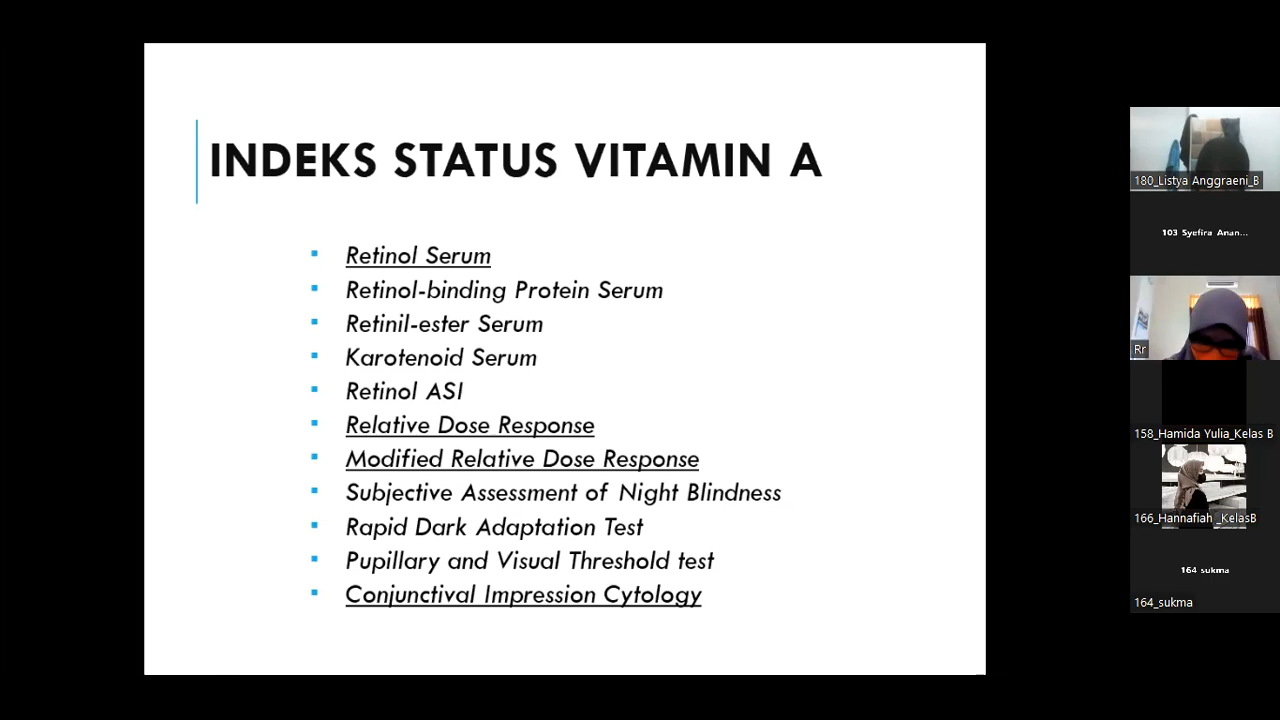 INDEKS STATUS VITAMIN A
Retinol Serum
Retinol-binding Protein Serum
Retinil-ester Serum
Karotenoid Serum
Retinol ASI
Relative Dose Response
Modified Relative Dose Response
Subjective Assessment of Night Blindness
Rapid Dark Adaptation Test
Pupillary and Visual Threshold test
Conjunctival Impression Cytology
180_Listya Anggraeni_B
103 Syefira Anan...
Rr
158_Hamida Yulia_Kelas B
166_Hannafiah _KelasB
164 sukma
164_sukma